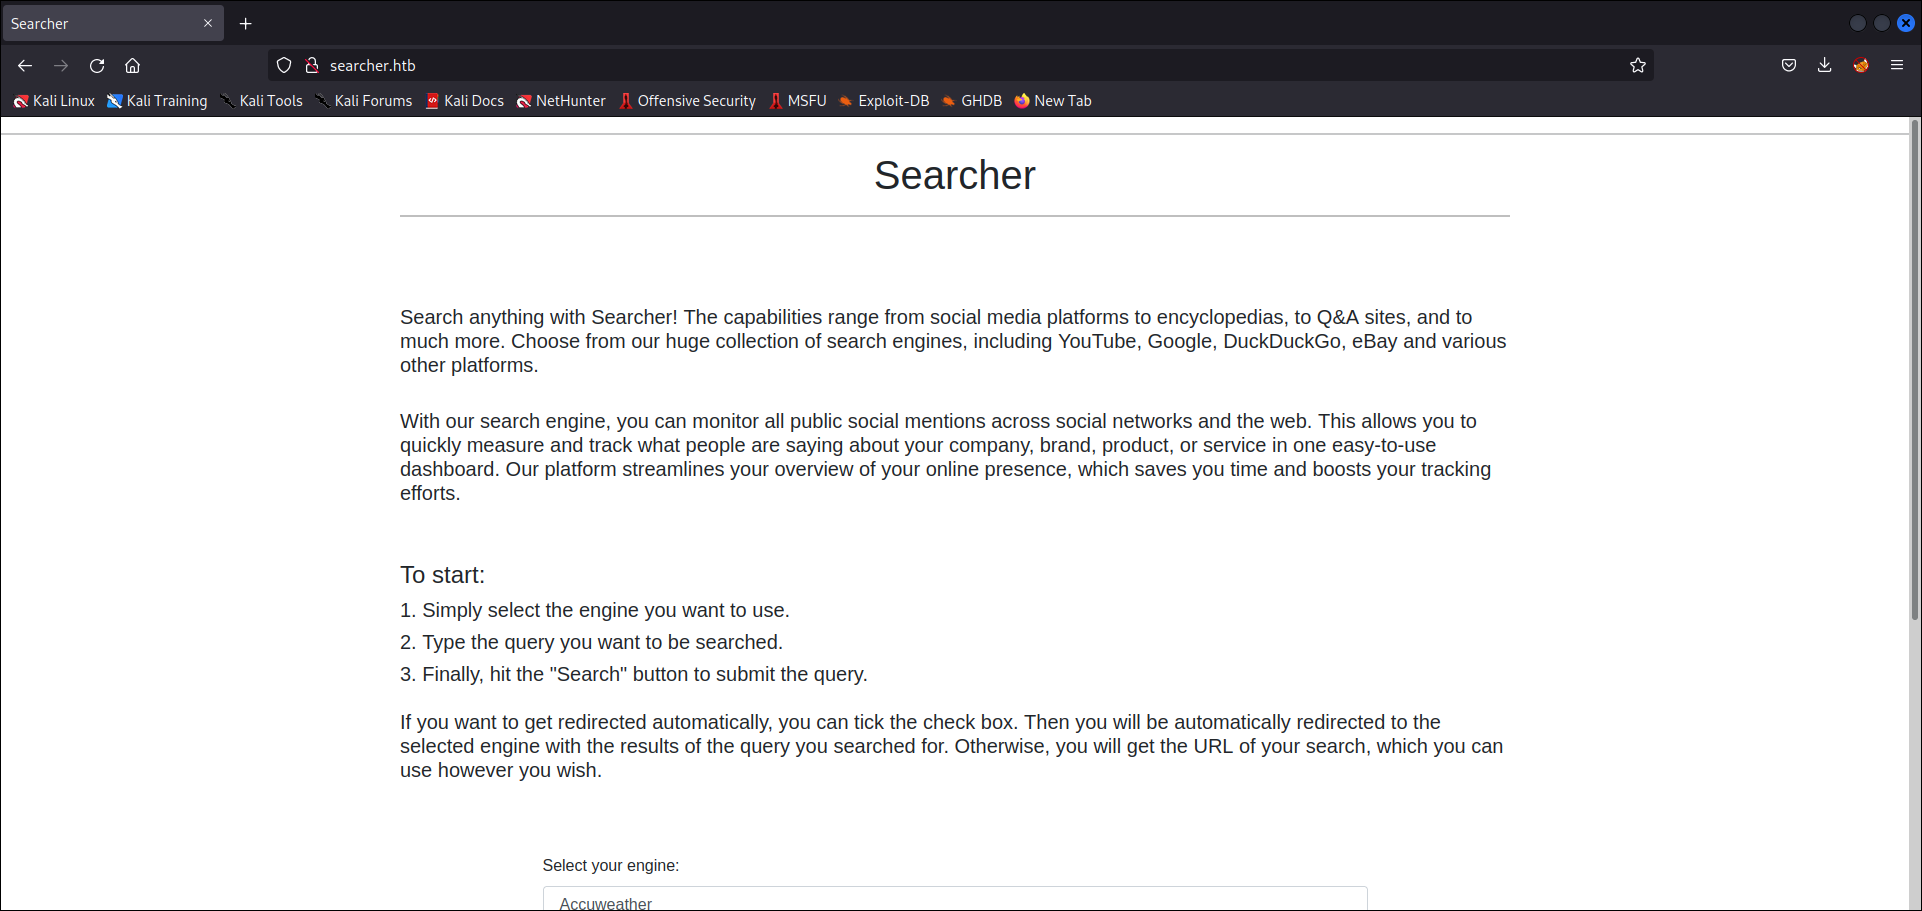 Searcher
searcher.htb
Kali Linux Kali Training Kali Tools Kali Forums Kali Docs NetHunter Offensive Security MSFU Exploit-DB GHDB New Tab
Searcher
Search anything with Searcher! The capabilities range from social media platforms to encyclopedias, to Q&A sites, and to
much more. Choose from our huge collection of search engines, including YouTube, Google, DuckDuckGo, eBay and various
other platforms.
With our search engine, you can monitor all public social mentions across social networks and the web. This allows you to
quickly measure and track what people are saying about your company, brand, product, or service in one easy-to-use
dashboard. Our platform streamlines your overview of your online presence, which saves you time and boosts your tracking
efforts.
To start:
1. Simply select the engine you want to use.
2. Type the query you want to be searched.
3. Finally, hit the "Search" button to submit the query.
If you want to get redirected automatically, you can tick the check box. Then you will be automatically redirected to the
selected engine with the results of the query you searched for. Otherwise, you will get the URL of your search, which you can
use however you wish.
Select your engine:
Accuweather